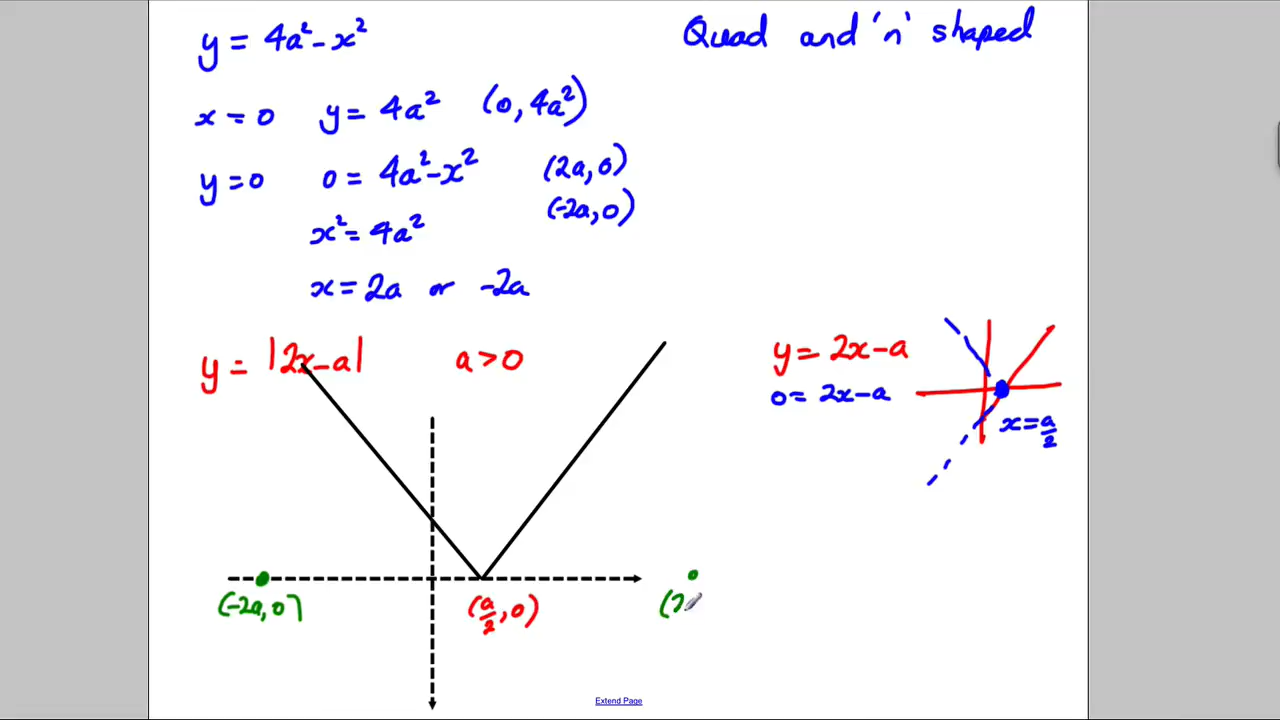 y = 4a² - x²
Quad and 'n' shaped
x = 0 y = 4a² (0, 4a²)
y = 0 0 = 4a² - x² (2a, 0)
(-2a, 0)
x² = 4a²
x = 2a or -2a
y = |2x - a| a > 0
y = 2x - a
0 = 2x - a
x = a/2
(-2a, 0)
(a/2, 0)
(2
Extend Page